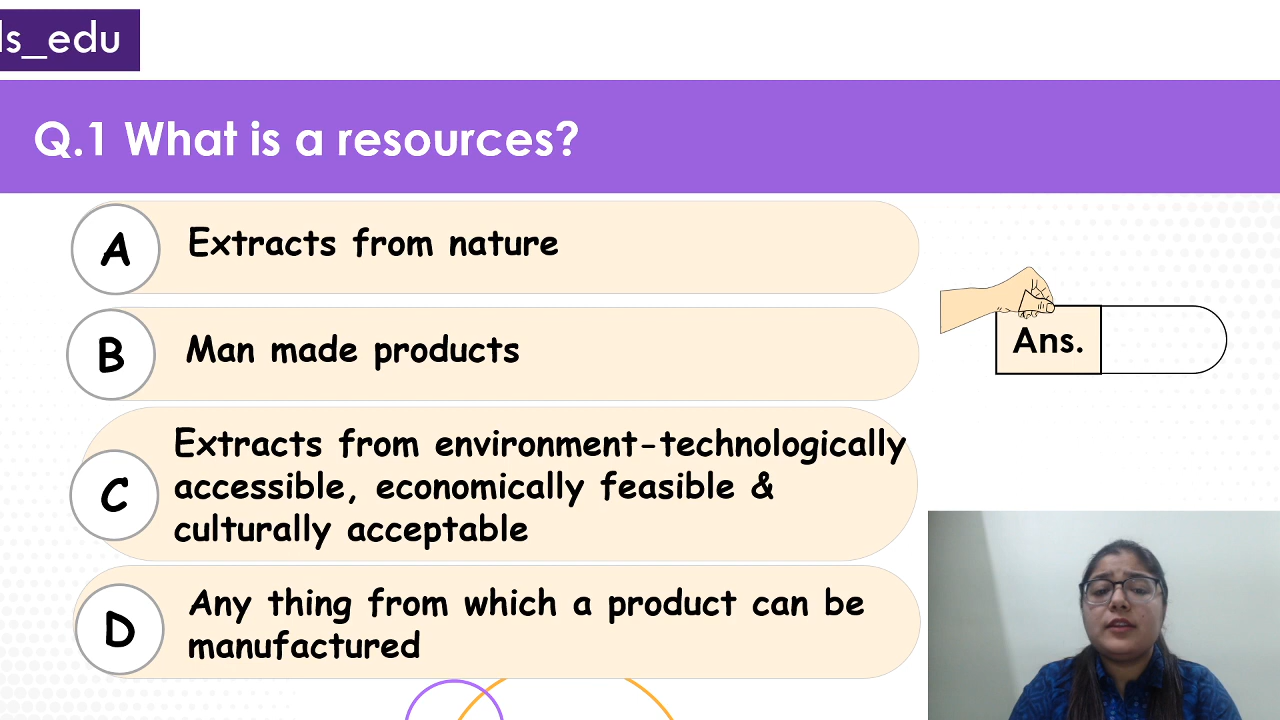 ls_edu
Q.1 What is a resources?
A
Extracts from nature
B
Man made products
C
Extracts from environment-technologically
accessible, economically feasible &
culturally acceptable
D
Any thing from which a product can be
manufactured
Ans.